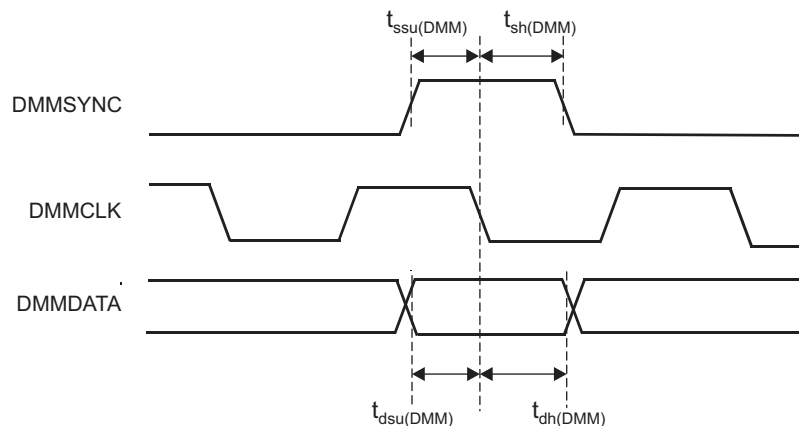 tssu(DMM) tsh(DMM)
DMMSYNC
DMMCLK
DMMDATA
tdsu(DMM) tdh(DMM)